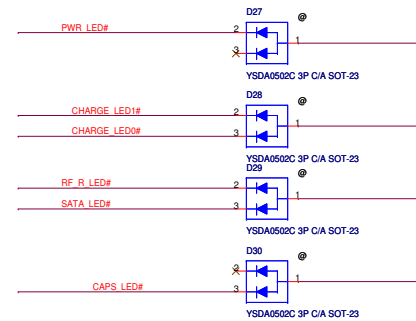 D27 @
PWR_LED# 2
1
3
YSDA0502C 3P C/A SOT-23
D28 @
CHARGE_LED1# 2
1
CHARGE_LED0# 3
YSDA0502C 3P C/A SOT-23
D29 @
RF_R_LED# 2
1
SATA_LED# 3
YSDA0502C 3P C/A SOT-23
D30 @
2
1
CAPS_LED# 3
YSDA0502C 3P C/A SOT-23